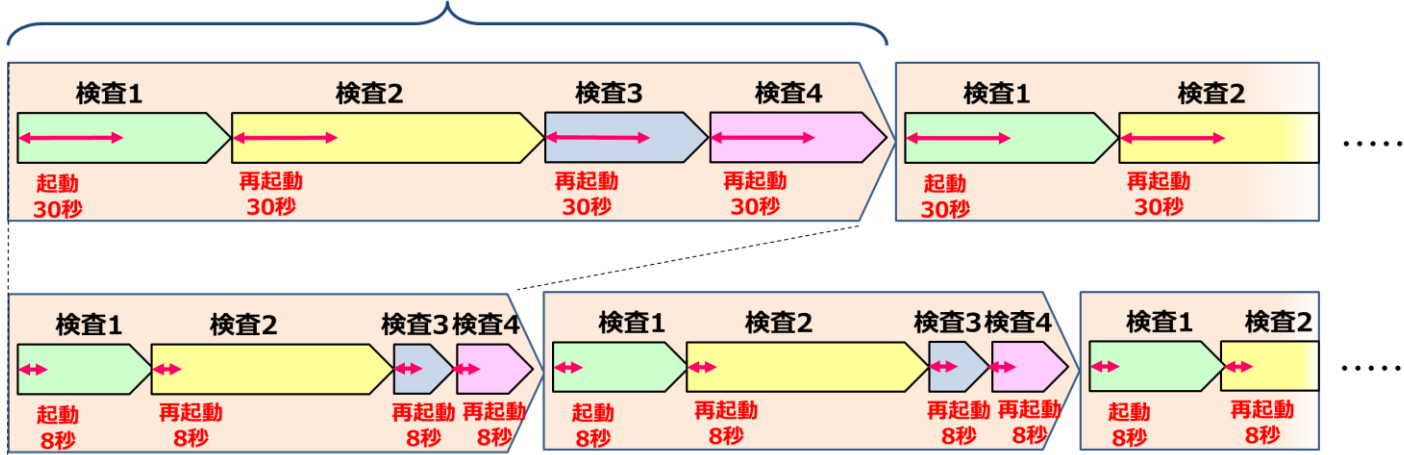 検査1 検査2 検査3 検査4 検査1 検査2
起動 再起動 再起動 再起動 起動 再起動
30秒 30秒 30秒 30秒 30秒 30秒
・・・・・
検査1 検査2 検査3 検査4 検査1 検査2 検査3 検査4 検査1 検査2
起動 再起動 再起動 再起動 起動 再起動 再起動 再起動 起動 再起動
8秒 8秒 8秒 8秒 8秒 8秒 8秒 8秒 8秒 8秒
・・・・・